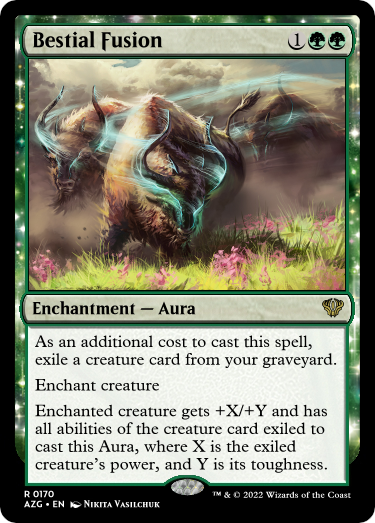 Bestial Fusion 1
Enchantment — Aura
As an additional cost to cast this spell,
exile a creature card from your graveyard.
Enchant creature
Enchanted creature gets +X/+Y and has
all abilities of the creature card exiled to
cast this Aura, where X is the exiled
creature's power, and Y is its toughness.
R 0170
AZG • EN Nikita Vasilchuk
™ & © 2022 Wizards of the Coast